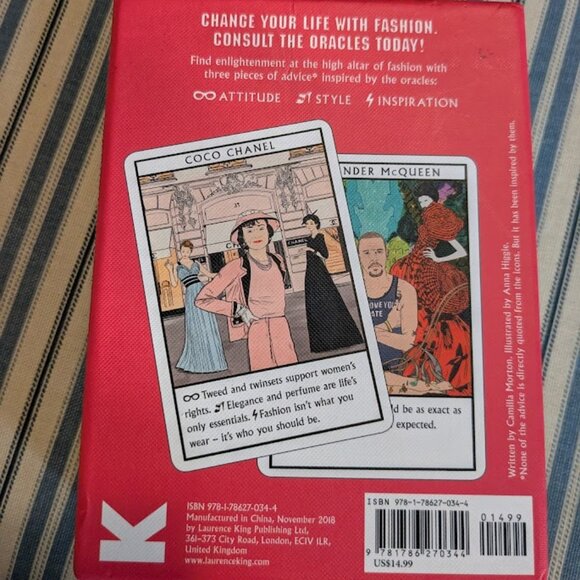 CHANGE YOUR LIFE WITH FASHION.
CONSULT THE ORACLES TODAY!
Find enlightenment at the high altar of fashion with
three pieces of advice* inspired by the oracles:
ATTITUDE STYLE INSPIRATION
COCO CHANEL
CHANEL
Tweed and twinsets support women's
rights. Elegance and perfume are life's
only essentials. Fashion isn't what you
wear – it's who you should be.
NDER McQUEEN
LOVE YOU
d be as exact as
expected.
Written by Camilla Morton. Illustrated by Anna Higgie.
*None of the advice is directly quoted from the icons. But it has been inspired by them.
ISBN 978-1-78627-034-4
Manufactured in China, November 2018
by Laurence King Publishing Ltd,
361–373 City Road, London, EC1V 1LR,
United Kingdom
www.laurenceking.com
K
ISBN 978-1-78627-034-4
01499
9 781786 270344
US$14.99